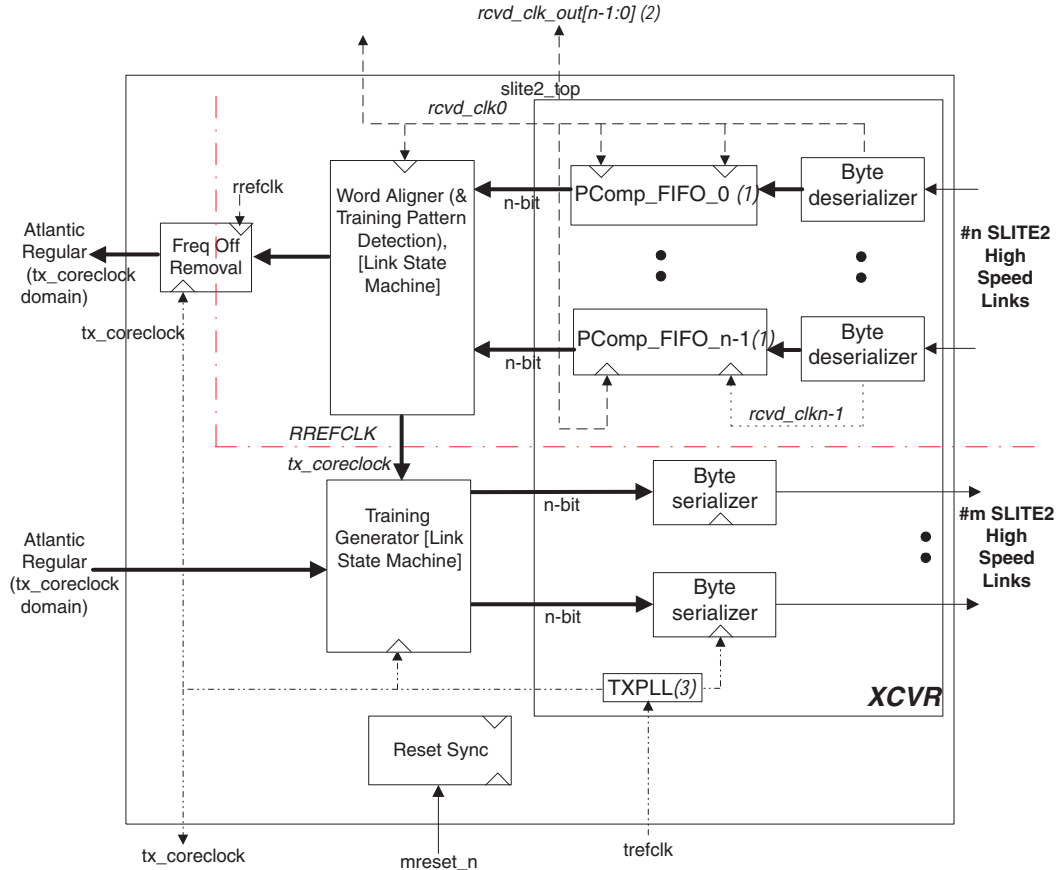 rcvd_clk_out[n-1:0] (2)
slite2_top
rcvd_clk0
rrefclk
Atlantic
Regular
(tx_coreclock
domain)
Freq Off
Removal
tx_coreclock
Word Aligner (&
Training Pattern
Detection),
[Link State
Machine]
n-bit
PComp_FIFO_0 (1)
Byte
deserializer
#n SLITE2
High
Speed
Links
n-bit
PComp_FIFO_n-1(1)
Byte
deserializer
rcvd_clkn-1
RREFCLK
tx_coreclock
Atlantic
Regular
(tx_coreclock
domain)
Training
Generator [Link
State Machine]
n-bit
Byte
serializer
#m SLITE2
High
Speed
Links
n-bit
Byte
serializer
TXPLL(3)
XCVR
Reset Sync
tx_coreclock
mreset_n
trefclk